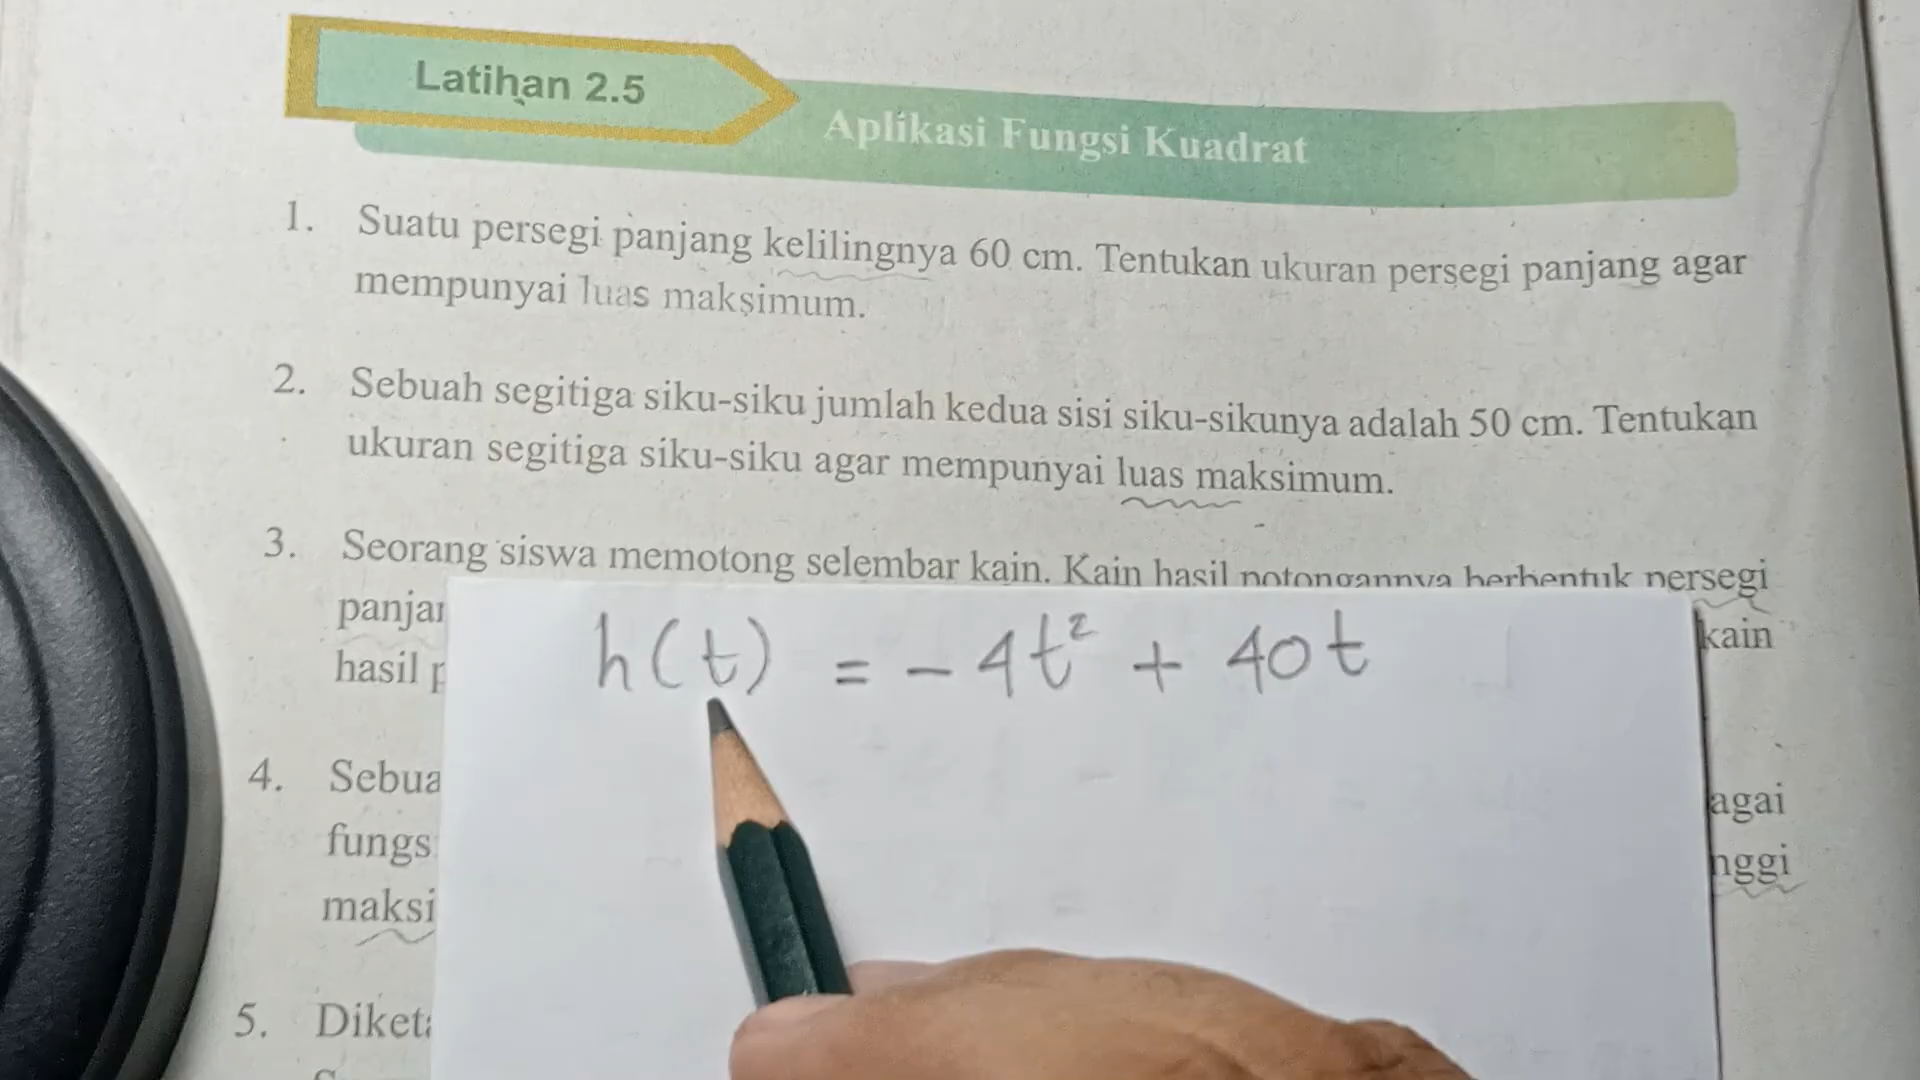 Latihan 2.5
Aplikasi Fungsi Kuadrat
1. Suatu persegi panjang kelilingnya 60 cm. Tentukan ukuran persegi panjang agar
mempunyai luas maksimum.
2. Sebuah segitiga siku-siku jumlah kedua sisi siku-sikunya adalah 50 cm. Tentukan
ukuran segitiga siku-siku agar mempunyai luas maksimum.
3. Seorang siswa memotong selembar kain. Kain hasil potongannya berbentuk persegi
panja kain
hasil
h(t) = -4t² + 40t
4. Sebua agai
fungs nggi
maksi
5. Diket